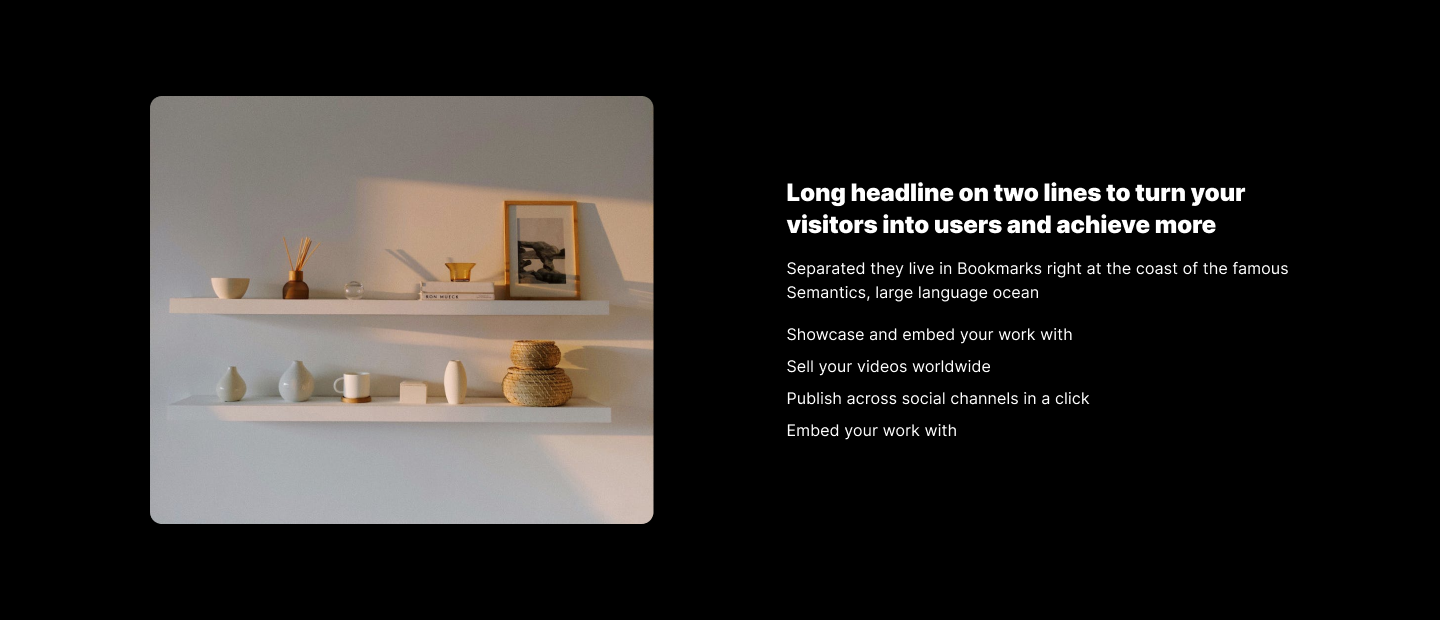 RON MUECK
Long headline on two lines to turn your
visitors into users and achieve more
Separated they live in Bookmarks right at the coast of the famous
Semantics, large language ocean
Showcase and embed your work with
Sell your videos worldwide
Publish across social channels in a click
Embed your work with